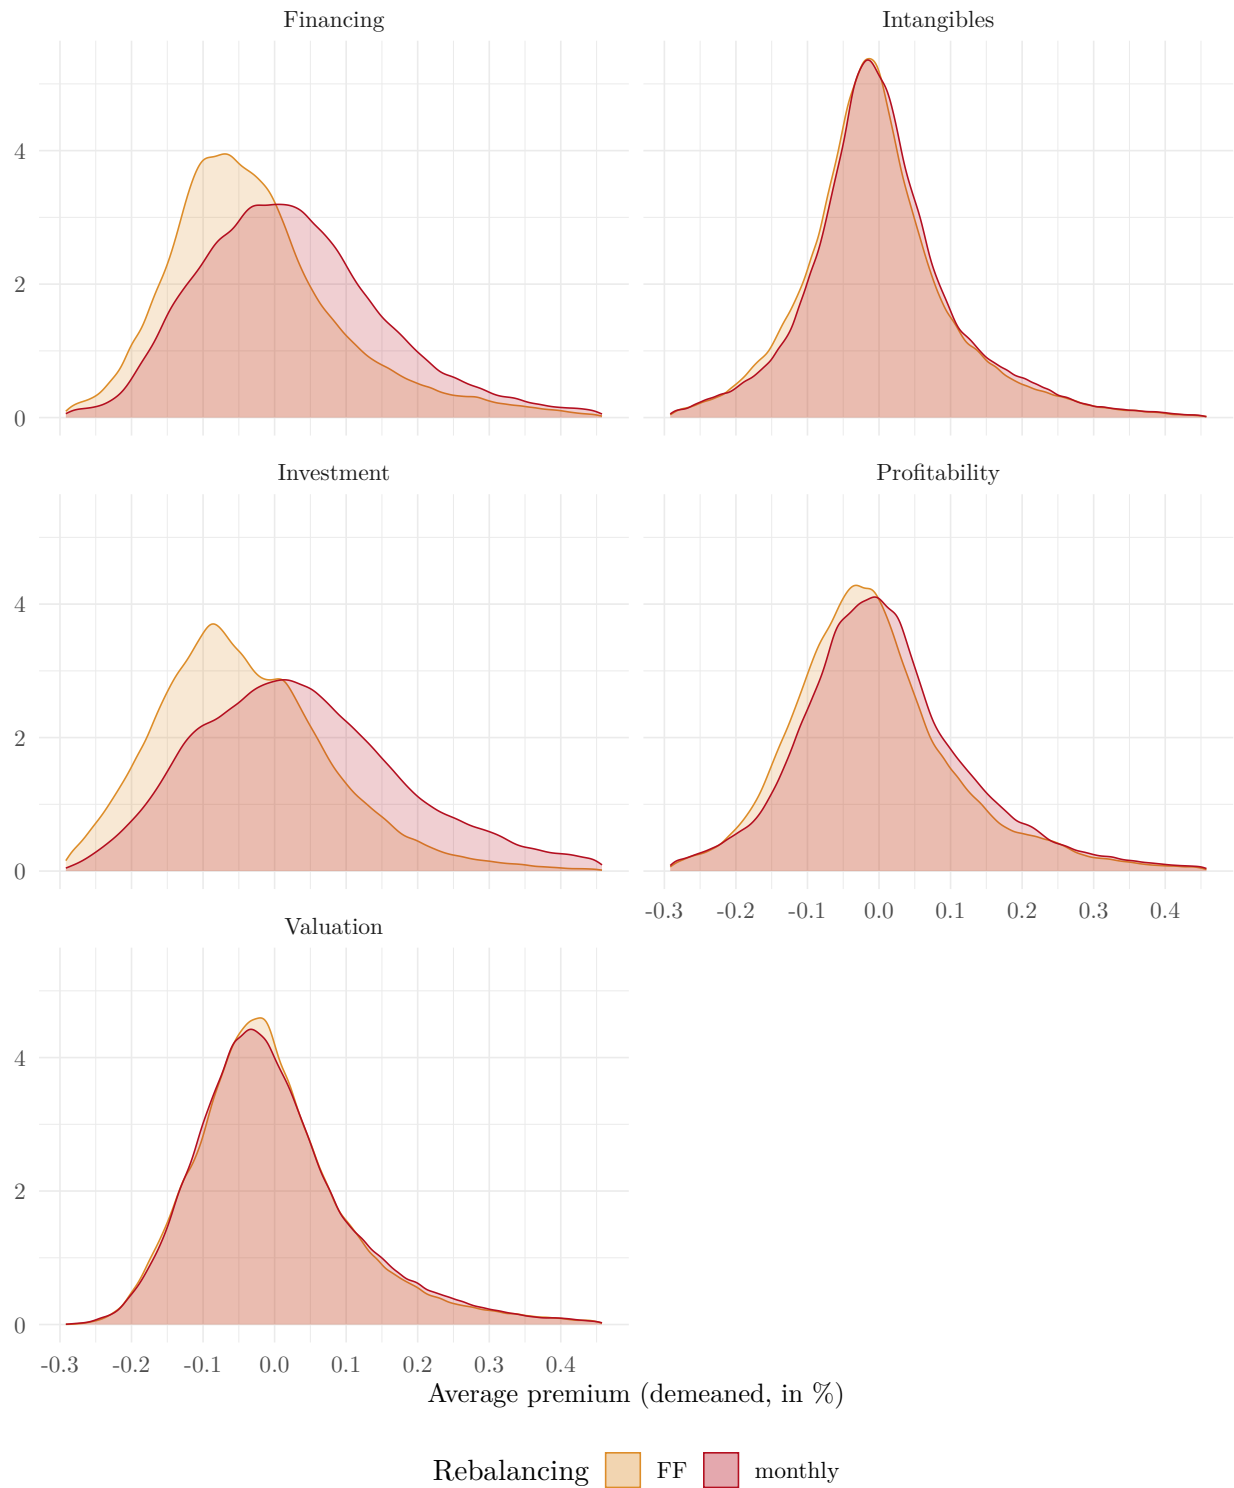 Financing
Intangibles
4
2
0
Investment
Profitability
4
2
0
-0.3 -0.2 -0.1 0.0 0.1 0.2 0.3 0.4
Valuation
4
2
0
-0.3 -0.2 -0.1 0.0 0.1 0.2 0.3 0.4
Average premium (demeaned, in %)
Rebalancing FF monthly